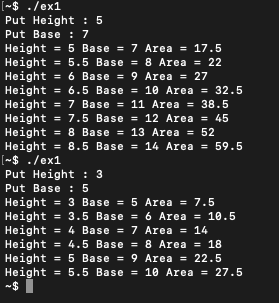 [~$ ./ex1
Put Height : 5
Put Base : 7
Height = 5 Base = 7 Area = 17.5
Height = 5.5 Base = 8 Area = 22
Height = 6 Base = 9 Area = 27
Height = 6.5 Base = 10 Area = 32.5
Height = 7 Base = 11 Area = 38.5
Height = 7.5 Base = 12 Area = 45
Height = 8 Base = 13 Area = 52
Height = 8.5 Base = 14 Area = 59.5
[~$ ./ex1
Put Height : 3
Put Base : 5
Height = 3 Base = 5 Area = 7.5
Height = 3.5 Base = 6 Area = 10.5
Height = 4 Base = 7 Area = 14
Height = 4.5 Base = 8 Area = 18
Height = 5 Base = 9 Area = 22.5
Height = 5.5 Base = 10 Area = 27.5
~$